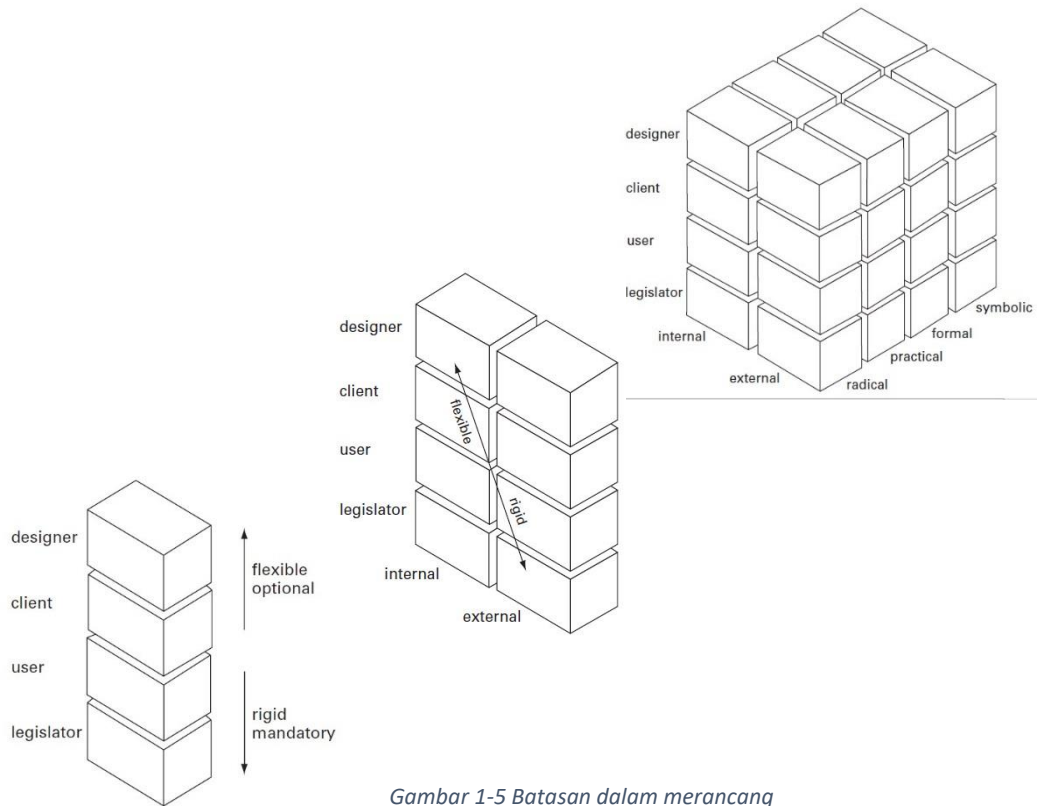 designer
client
user
legislator
internal
external
radical
practical
formal
symbolic
designer
client
user
legislator
flexible
rigid
internal
external
designer
client
user
legislator
flexible
optional
rigid
mandatory
Gambar 1-5 Batasan dalam merancang